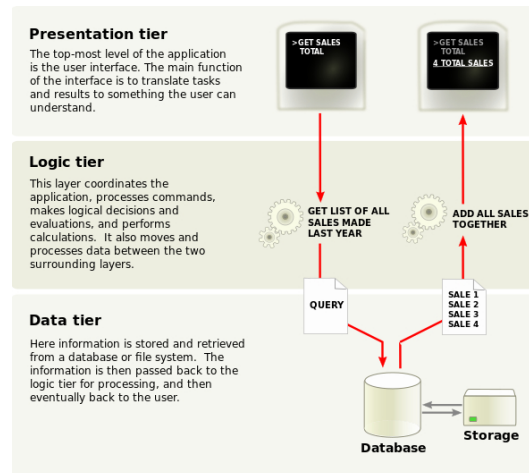 Presentation tier
The top-most level of the application
is the user interface. The main function
of the interface is to translate tasks
and results to something the user can
understand.
>GET SALES
TOTAL
>GET SALES
TOTAL
4 TOTAL SALES
Logic tier
This layer coordinates the
application, processes commands,
makes logical decisions and
evaluations, and performs
calculations. It also moves and
processes data between the two
surrounding layers.
GET LIST OF ALL
SALES MADE
LAST YEAR
ADD ALL SALES
TOGETHER
QUERY
SALE 1
SALE 2
SALE 3
SALE 4
Data tier
Here information is stored and retrieved
from a database or file system. The
information is then passed back to the
logic tier for processing, and then
eventually back to the user.
Database
Storage